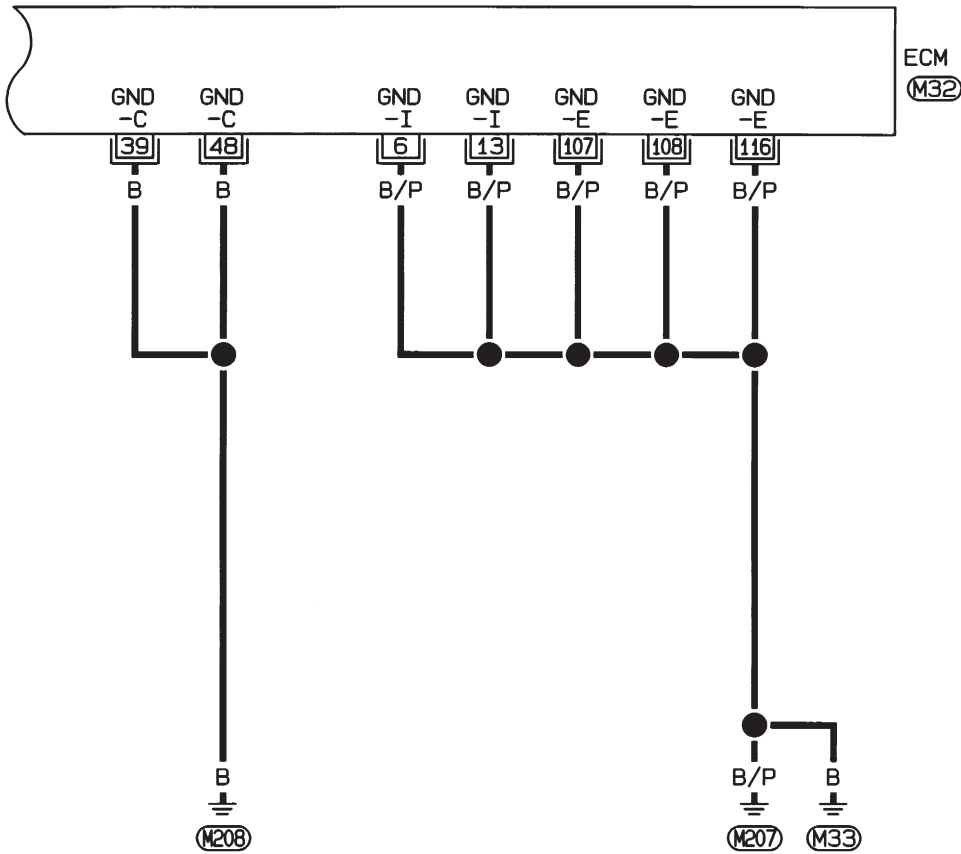 ECM
M32
GND GND GND GND GND GND GND
-C -C -I -I -E -E -E
39 48 6 13 107 108 116
B B B/P B/P B/P B/P B/P
B B/P B
M208 M207 M33